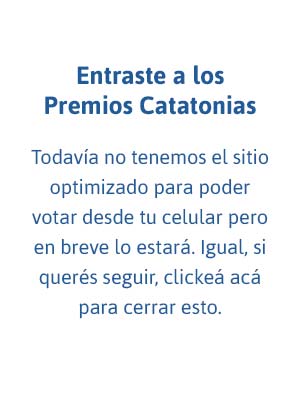 Entraste a los
Premios Catatonias
Todavía no tenemos el sitio
optimizado para poder
votar desde tu celular pero
en breve lo estará. Igual, si
querés seguir, clickeá acá
para cerrar esto.